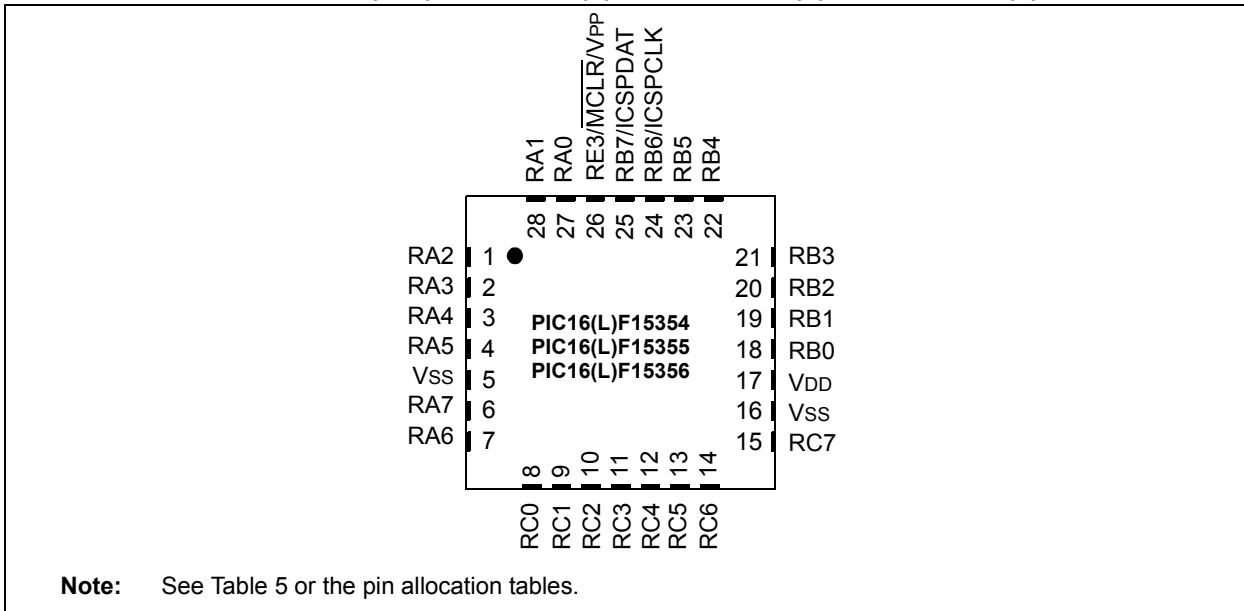 RA1
RA0
RE3/MCLR/VPP
RB7/ICSPDAT
RB6/ICSPCLK
RB5
RB4
28
27
26
25
24
23
22
RA2 1
RA3 2
RA4 3
RA5 4
VSS 5
RA7 6
RA6 7
PIC16(L)F15354
PIC16(L)F15355
PIC16(L)F15356
21 RB3
20 RB2
19 RB1
18 RB0
17 VDD
16 VSS
15 RC7
8
9
10
11
12
13
14
RC0
RC1
RC2
RC3
RC4
RC5
RC6
Note: See Table 5 or the pin allocation tables.